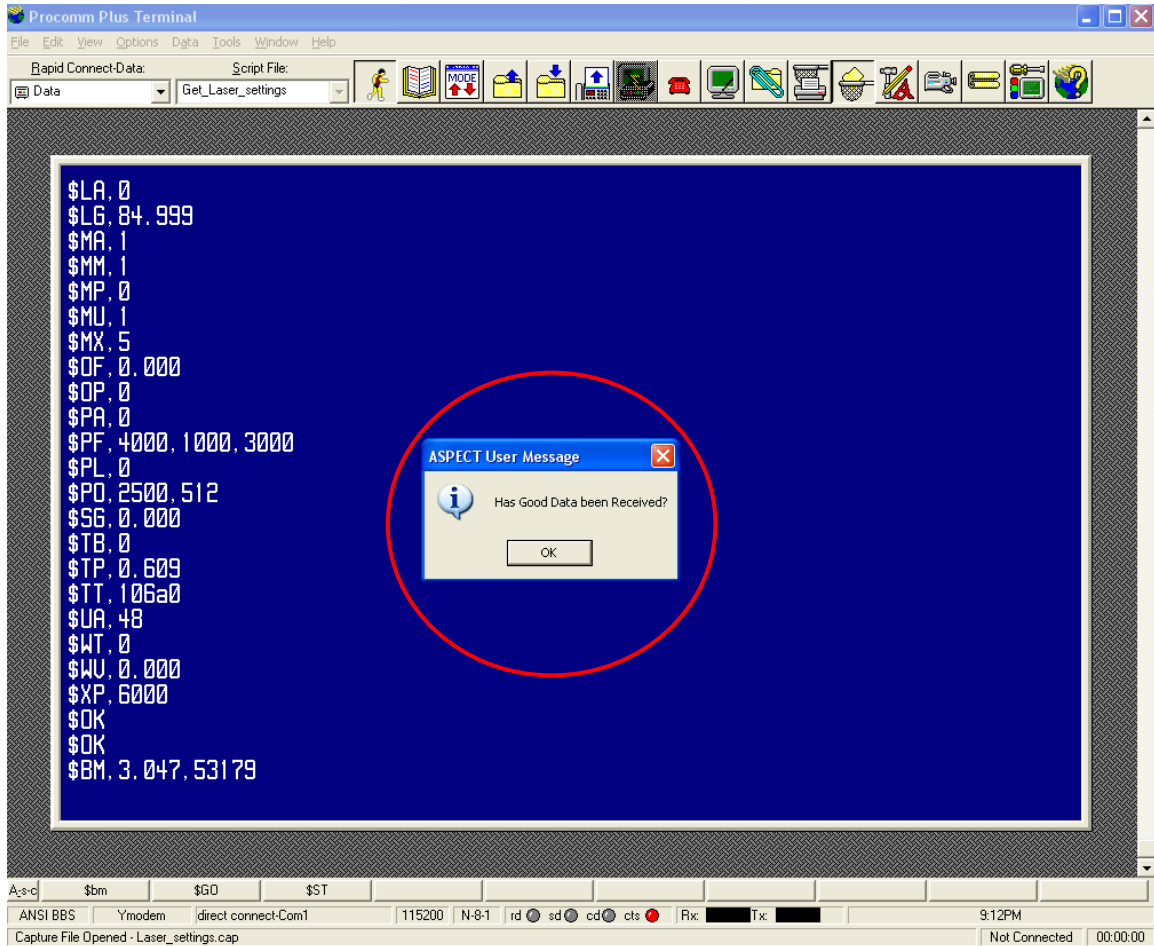 Procomm Plus Terminal
File Edit View Options Data Tools Window Help
Rapid Connect-Data: Script File:
Data Get_Laser_settings
MODE
$LA,0
$LG,84.999
$MA,1
$MM,1
$MP,0
$MU,1
$MX,5
$OF,0.000
$OP,0
$PA,0
$PF,4000,1000,3000
$PL,0
$PO,2500,512
$SG,0.000
$TB,0
$TP,0.609
$TT,106a0
$UA,48
$WT,0
$WV,0.000
$XP,6000
$OK
$OK
$BM,3.047,53179
ASPECT User Message
Has Good Data been Received?
OK
A-s-c $bm $GO $ST
ANSI BBS Ymodem direct connect-Com1 115200 N-8-1 rd sd cd cts Rx: Tx: 9:12PM
Capture File Opened - Laser_settings.cap Not Connected 00:00:00